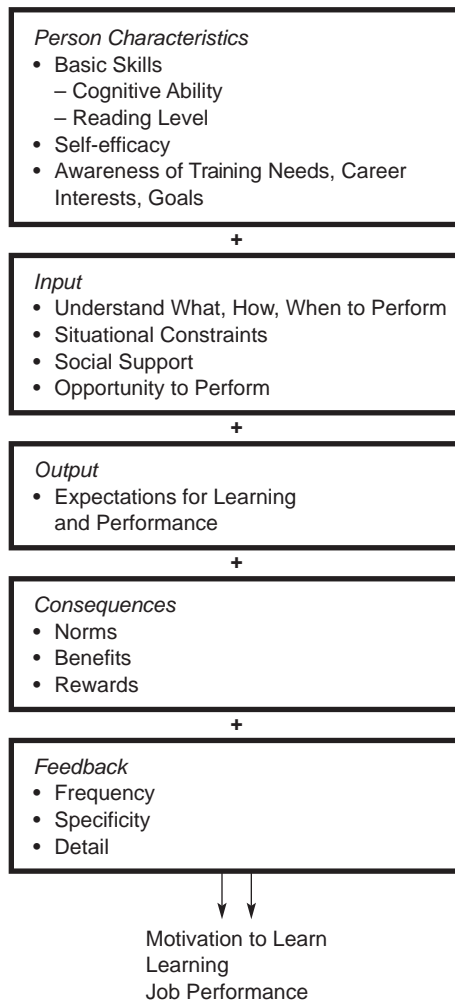 Person Characteristics
• Basic Skills
– Cognitive Ability
– Reading Level
• Self-efficacy
• Awareness of Training Needs, Career
Interests, Goals
+
Input
• Understand What, How, When to Perform
• Situational Constraints
• Social Support
• Opportunity to Perform
+
Output
• Expectations for Learning
and Performance
+
Consequences
• Norms
• Benefits
• Rewards
+
Feedback
• Frequency
• Specificity
• Detail
Motivation to Learn
Learning
Job Performance